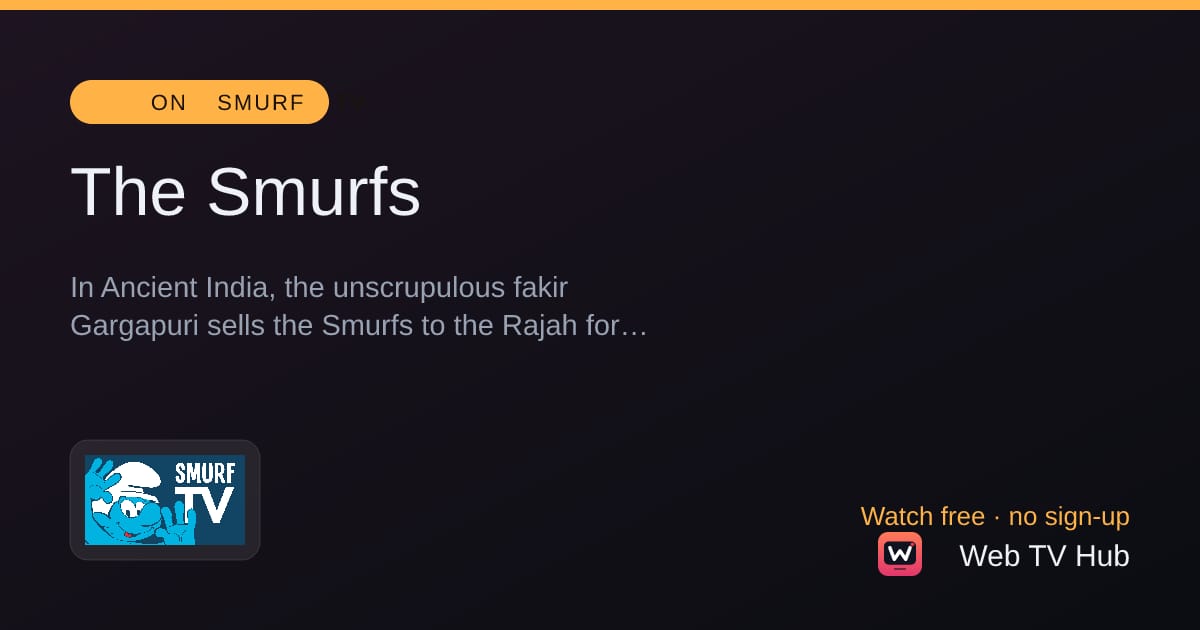 ON SMURF
The Smurfs
In Ancient India, the unscrupulous fakir
Gargapuri sells the Smurfs to the Rajah for…
SMURF
TV
Watch free · no sign-up
W
Web TV Hub